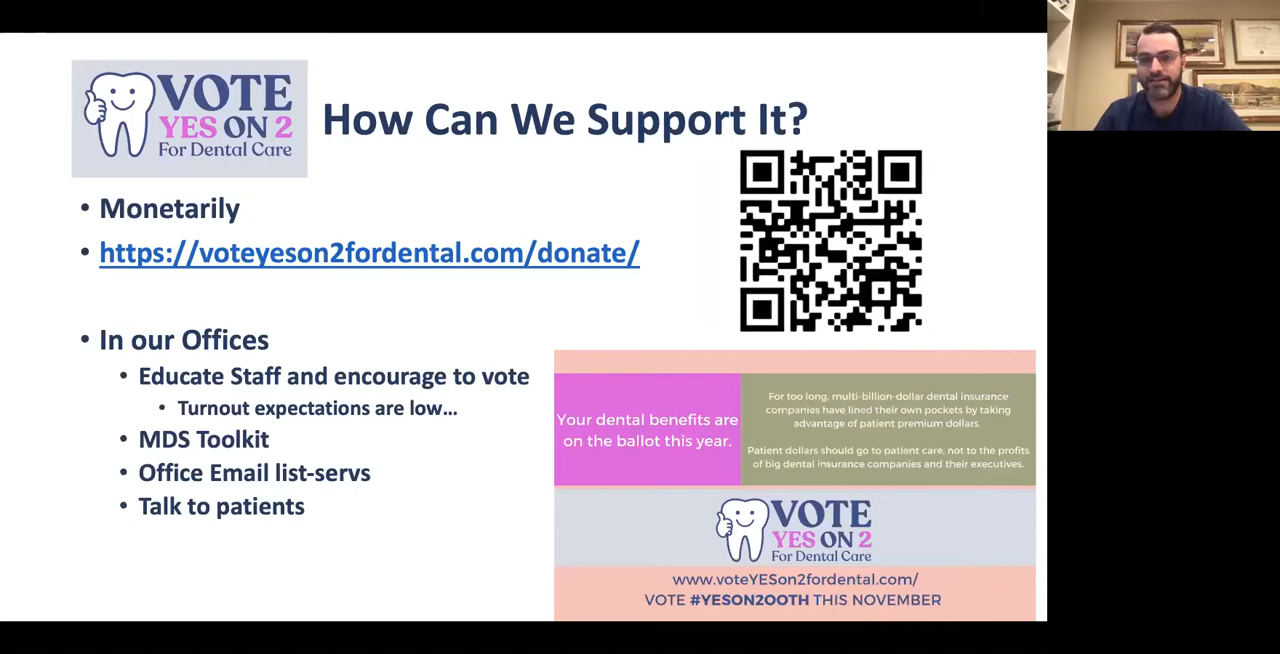 VOTE
YES ON 2
For Dental Care
How Can We Support It?
• Monetarily
• https://voteyeson2fordental.com/donate/
• In our Offices
• Educate Staff and encourage to vote
• Turnout expectations are low…
• MDS Toolkit
• Office Email list-servs
• Talk to patients
Your dental benefits are
on the ballot this year.
For too long, multi-billion-dollar dental insurance
companies have lined their own pockets by taking
advantage of patient premium dollars.
Patient dollars should go to patient care, not to the profits
of big dental insurance companies and their executives.
VOTE
YES ON 2
For Dental Care
www.voteYESon2fordental.com/
VOTE #YESON2OOTH THIS NOVEMBER